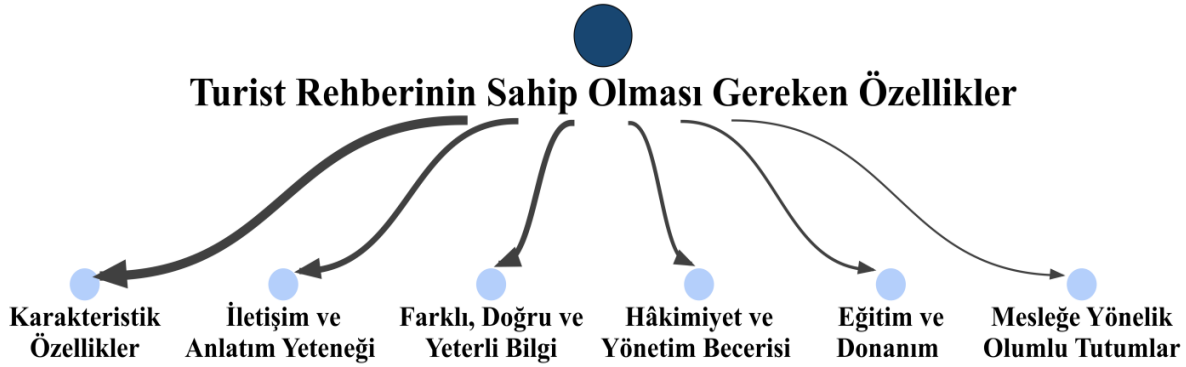 Turist Rehberinin Sahip Olması Gereken Özellikler
Karakteristik
Özellikler
İletişim ve
Anlatım Yeteneği
Farklı, Doğru ve
Yeterli Bilgi
Hâkimiyet ve
Yönetim Becerisi
Eğitim ve
Donanım
Mesleğe Yönelik
Olumlu Tutumlar